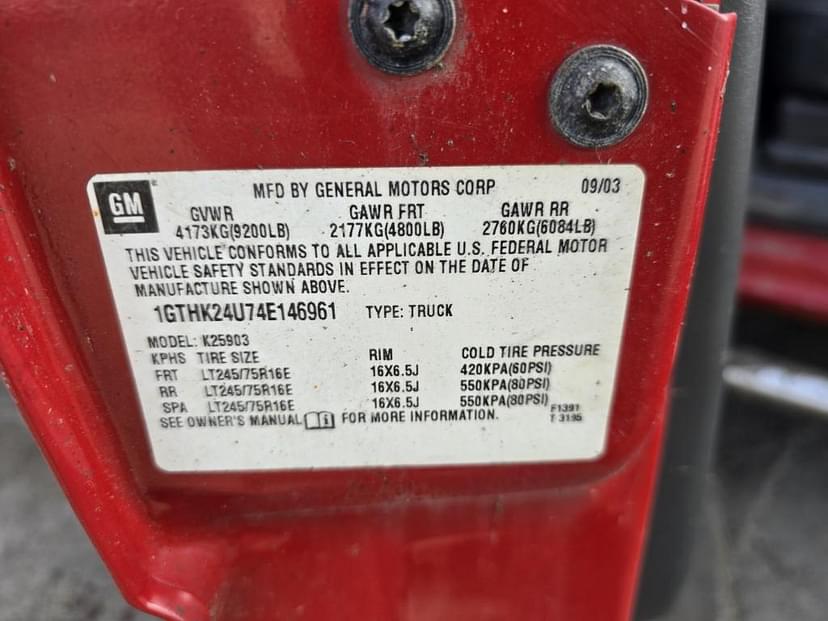 GM
MFD BY GENERAL MOTORS CORP 09/03
GVWR GAWR FRT GAWR RR
4173KG(9200LB) 2177KG(4800LB) 2760KG(6084LB)
THIS VEHICLE CONFORMS TO ALL APPLICABLE U.S. FEDERAL MOTOR
VEHICLE SAFETY STANDARDS IN EFFECT ON THE DATE OF
MANUFACTURE SHOWN ABOVE.
1GTHK24U74E146961 TYPE: TRUCK
MODEL: K25903
KPHS TIRE SIZE RIM COLD TIRE PRESSURE
FRT LT245/75R16E 16X6.5J 420KPA(60PSI)
RR LT245/75R16E 16X6.5J 550KPA(80PSI)
SPA LT245/75R16E 16X6.5J 550KPA(80PSI)
SEE OWNER'S MANUAL i FOR MORE INFORMATION.
F1391
T 3195